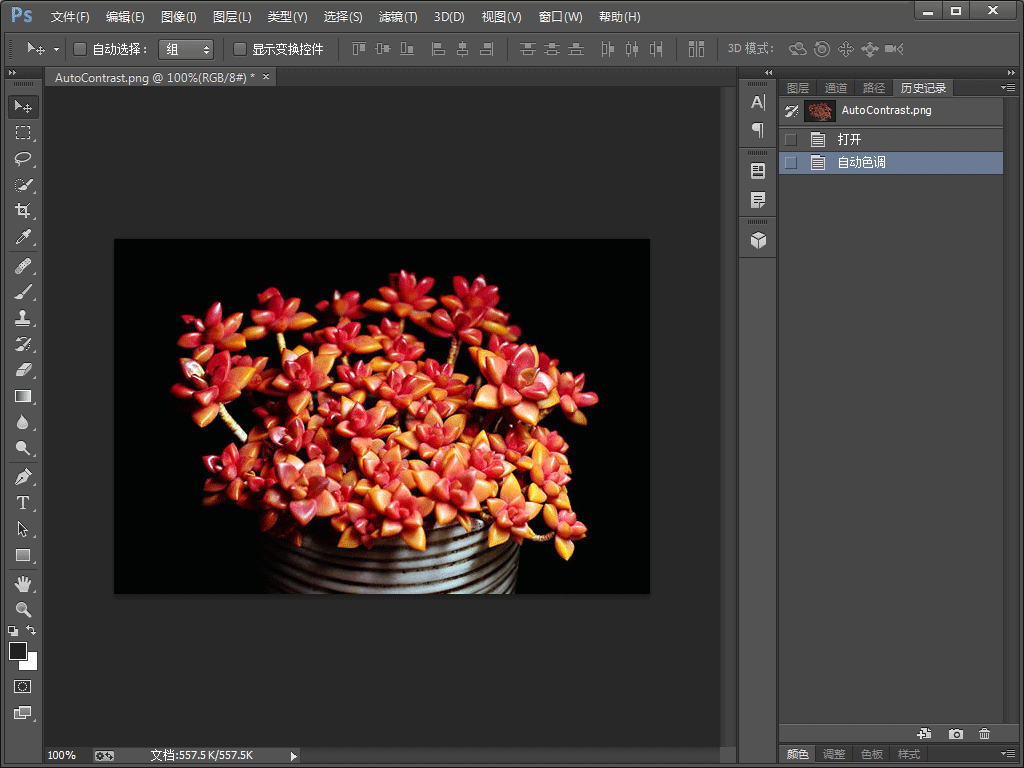 Ps 文件(F) 编辑(E) 图像(I) 图层(L) 类型(Y) 选择(S) 滤镜(T) 3D(D) 视图(V) 窗口(W) 帮助(H)
自动选择： 组 显示变换控件 3D 模式：
AutoContrast.png @ 100%(RGB/8#) * ×
图层 通道 路径 历史记录
AutoContrast.png
打开
自动色调
100% 文档:557.5K/557.5K
颜色 调整 色板 样式